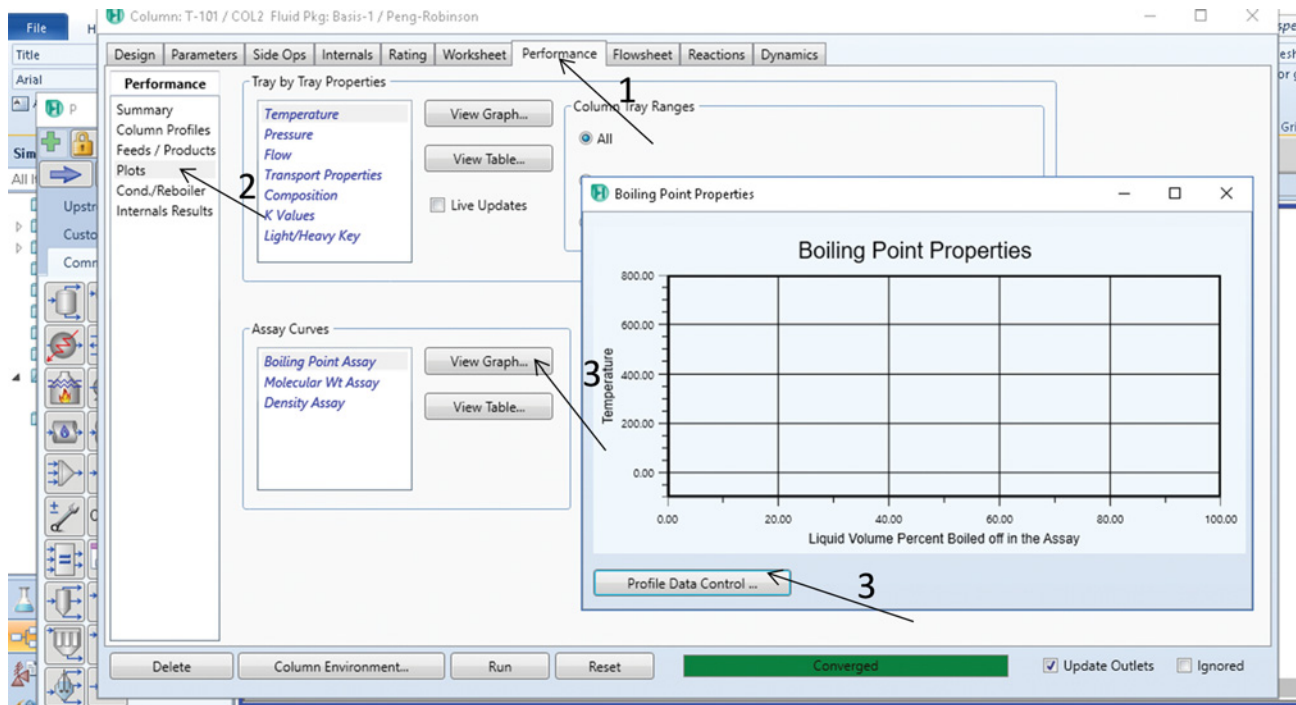 Column: T-101 / COL2 Fluid Pkg: Basis-1 / Peng-Robinson
File
Title
Arial
P
Sim
All
Upstr
Custo
Comm
Design Parameters Side Ops Internals Rating Worksheet Performance Flowsheet Reactions Dynamics
1
Performance
Summary
Column Profiles
Feeds / Products
Plots
Cond./Reboiler
Internals Results
2
Tray by Tray Properties
Temperature
Pressure
Flow
Transport Properties
Composition
K Values
Light/Heavy Key
View Graph...
View Table...
Live Updates
Column Tray Ranges
All
Assay Curves
Boiling Point Assay
Molecular Wt Assay
Density Assay
View Graph...
View Table...
3
Boiling Point Properties
Boiling Point Properties
Temperature
800.00
600.00
400.00
200.00
0.00
0.00 20.00 40.00 60.00 80.00 100.00
Liquid Volume Percent Boiled off in the Assay
Profile Data Control ...
3
Delete Column Environment... Run Reset Converged Update Outlets Ignored